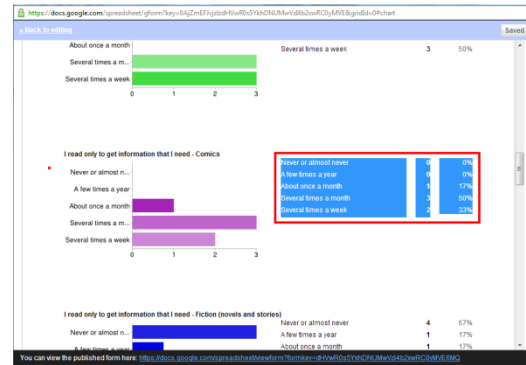 https://docs.google.com/spreadsheet/gform?key=0AjZmEFJvjzlzdHVwR0s5YkhDNUMwVzl4b2xwRC0yMVE&gridId=0#chart
« Back to editing Saved
About once a month
Several times a m...
Several times a week
0 1 2 3
Several times a week 3 50%
I read only to get information that I need - Comics
Never or almost n...
A few times a year
About once a month
Several times a m...
Several times a week
0 1 2 3
Never or almost never 0 0%
A few times a year 0 0%
About once a month 1 17%
Several times a month 3 50%
Several times a week 2 33%
I read only to get information that I need - Fiction (novels and stories)
Never or almost n...
A few times a year
Never or almost never 4 67%
A few times a year 1 17%
About once a month 1 17%
You can view the published form here: